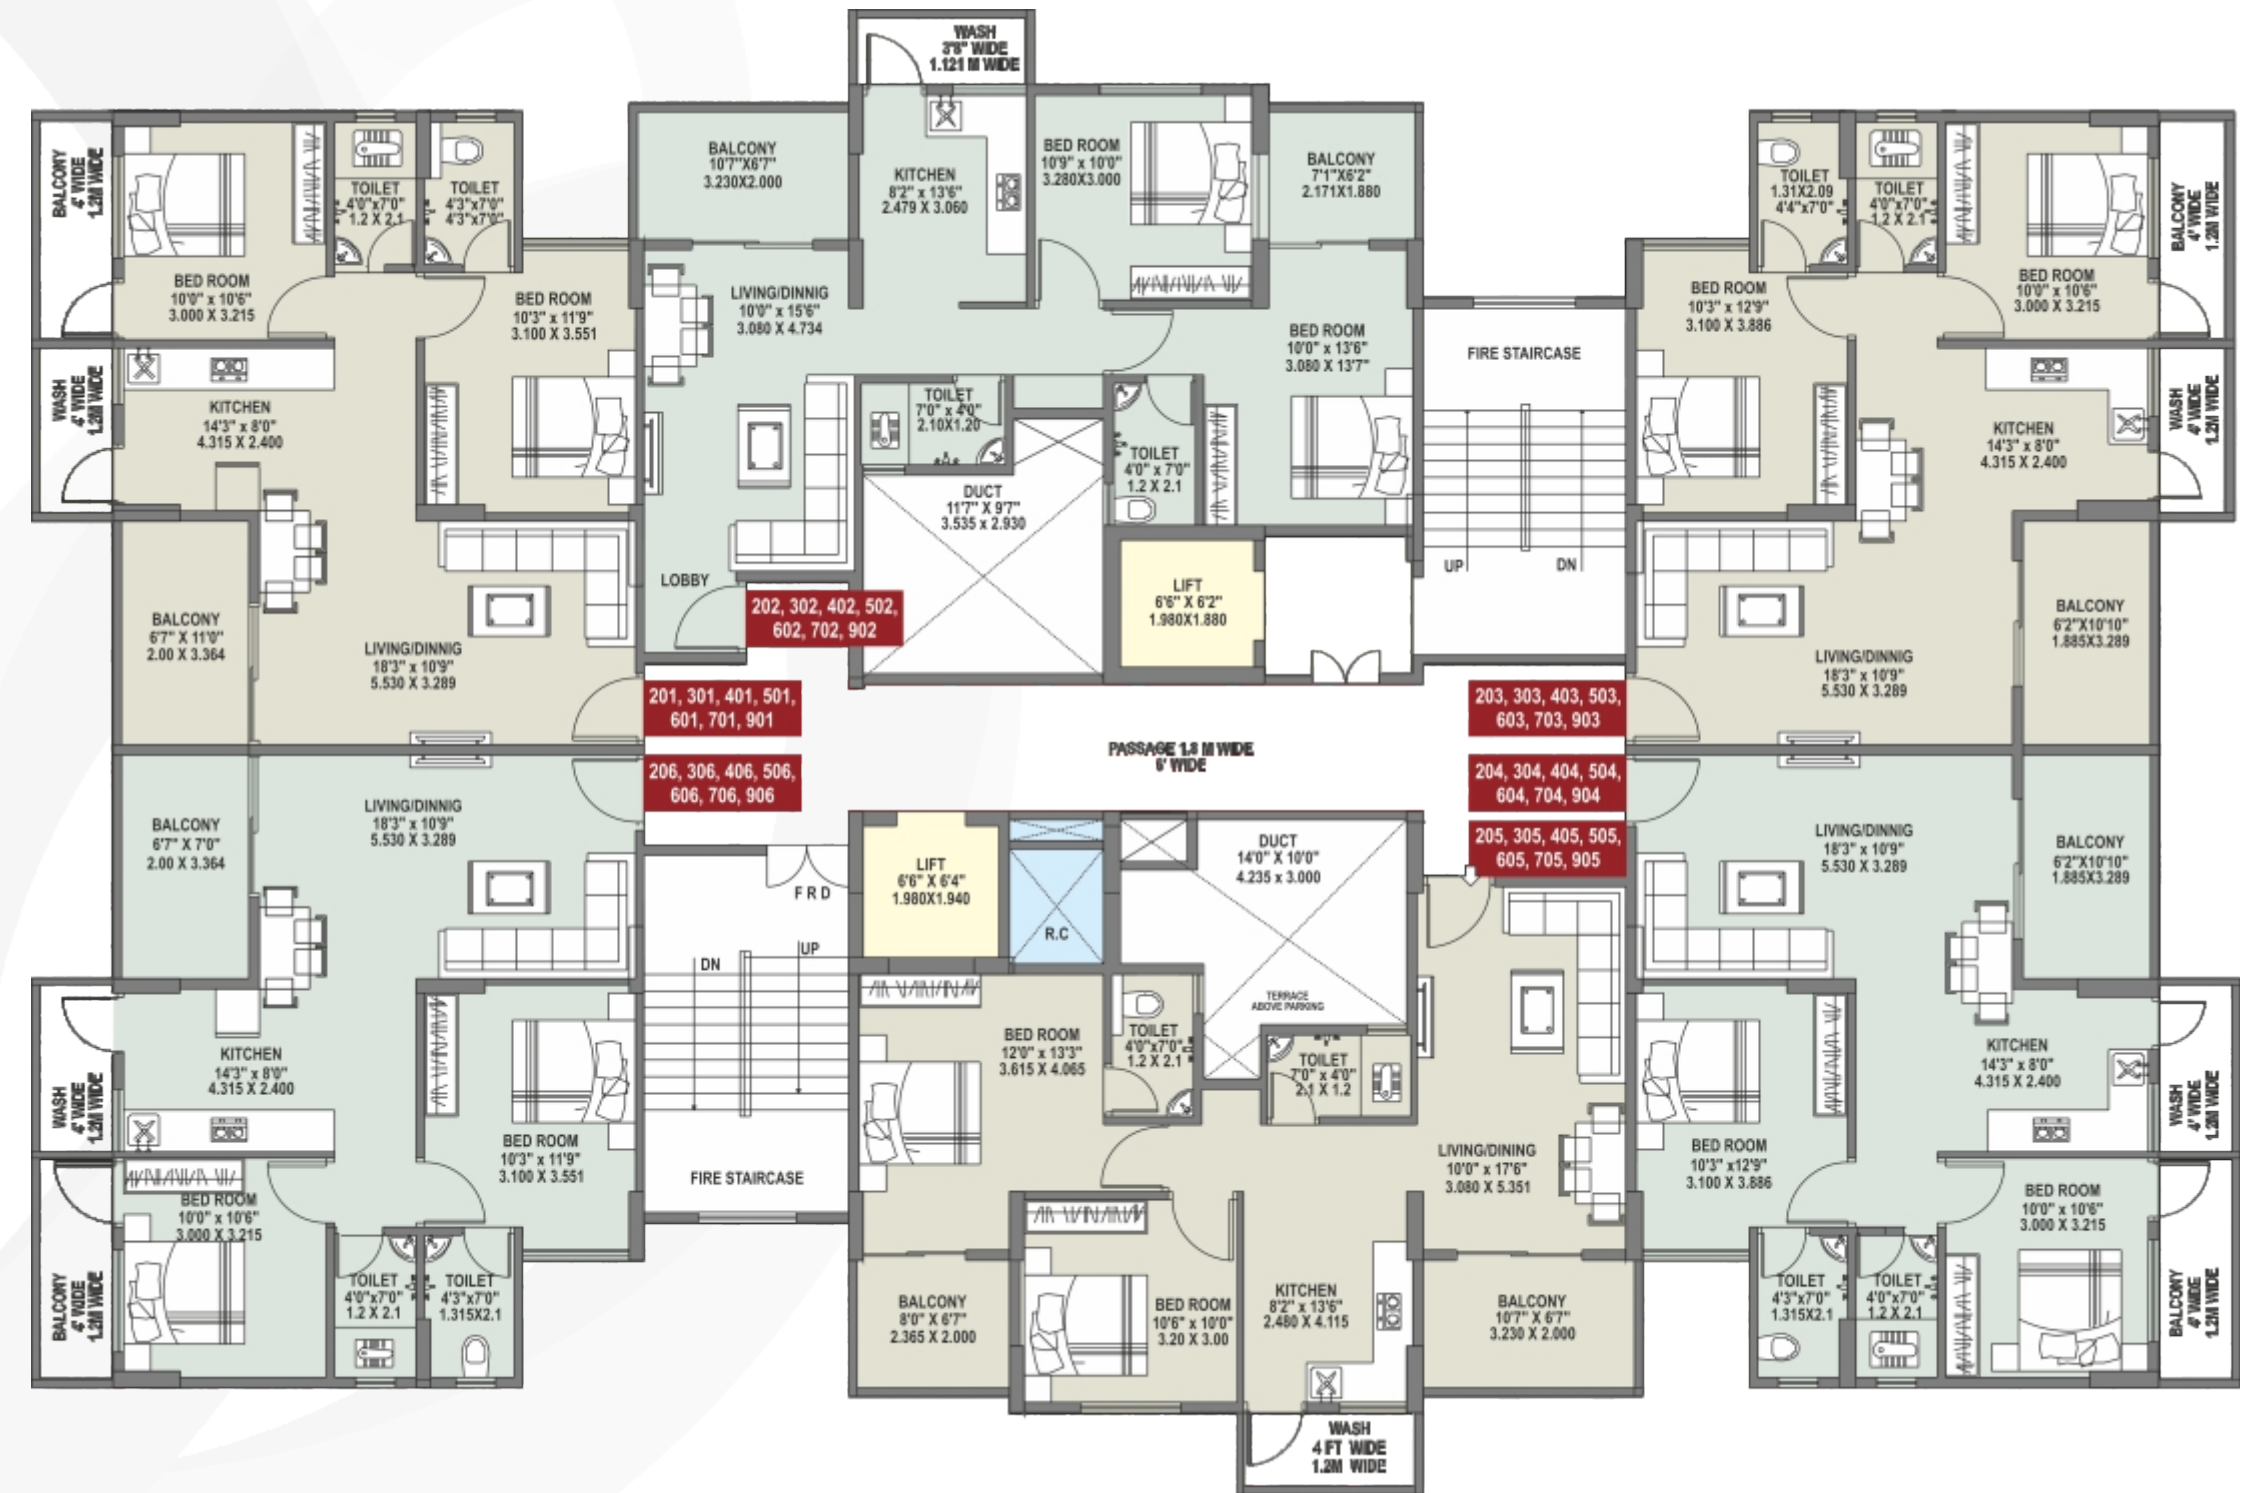 WASH
3'8" WIDE
1.121 M WIDE
BALCONY
4' WIDE
1.2M WIDE
BED ROOM
10'0" x 10'6"
3.000 X 3.215
TOILET
4'0"x7'0"
1.2 X 2.1
TOILET
4'3"x7'0"
4'3"x7'0"
BED ROOM
10'3" x 11'9"
3.100 X 3.551
WASH
4' WIDE
1.2M WIDE
KITCHEN
14'3" x 8'0"
4.315 X 2.400
BALCONY
6'7" X 11'0"
2.00 X 3.364
LIVING/DINNIG
18'3" x 10'9"
5.530 X 3.289
201, 301, 401, 501,
601, 701, 901
BALCONY
10'7"X6'7"
3.230X2.000
KITCHEN
8'2" x 13'6"
2.479 X 3.060
BED ROOM
10'9" x 10'0"
3.280X3.000
BALCONY
7'1"X6'2"
2.171X1.880
LIVING/DINNIG
10'0" x 15'6"
3.080 X 4.734
BED ROOM
10'0" x 13'6"
3.080 X 13'7"
TOILET
7'0" x 4'0"
2.10X1.20
TOILET
4'0" x 7'0"
1.2 X 2.1
DUCT
11'7" X 9'7"
3.535 x 2.930
LOBBY
202, 302, 402, 502,
602, 702, 902
LIFT
6'6" X 6'2"
1.980X1.880
FIRE STAIRCASE
UP
DN
TOILET
1.31X2.09
4'4"x7'0"
TOILET
4'0"x7'0"
1.2 X 2.1
BED ROOM
10'0" x 10'6"
3.000 X 3.215
BALCONY
4' WIDE
1.2M WIDE
BED ROOM
10'3" x 12'9"
3.100 X 3.886
KITCHEN
14'3" x 8'0"
4.315 X 2.400
WASH
4' WIDE
1.2M WIDE
LIVING/DINNIG
18'3" x 10'9"
5.530 X 3.289
BALCONY
6'2"X10'10"
1.885X3.289
203, 303, 403, 503,
603, 703, 903
PASSAGE 1.8 M WIDE
6' WIDE
206, 306, 406, 506,
606, 706, 906
LIVING/DINNIG
18'3" x 10'9"
5.530 X 3.289
BALCONY
6'7" X 7'0"
2.00 X 3.364
KITCHEN
14'3" x 8'0"
4.315 X 2.400
WASH
4' WIDE
1.2M WIDE
BED ROOM
10'3" x 11'9"
3.100 X 3.551
BED ROOM
10'0" x 10'6"
3.000 X 3.215
BALCONY
4' WIDE
1.2M WIDE
TOILET
4'0"x7'0"
1.2 X 2.1
TOILET
4'3"x7'0"
1.315X2.1
F R D
DN
UP
FIRE STAIRCASE
LIFT
6'6" X 6'4"
1.980X1.940
R.C
DUCT
14'0" X 10'0"
4.235 x 3.000
TERRACE
ABOVE PARKING
205, 305, 405, 505,
605, 705, 905
BED ROOM
12'0" x 13'3"
3.615 X 4.065
TOILET
4'0"x7'0"
1.2 X 2.1
TOILET
7'0" x 4'0"
2.1 X 1.2
LIVING/DINING
10'0" x 17'6"
3.080 X 5.351
BALCONY
8'0" X 6'7"
2.365 X 2.000
BED ROOM
10'6" x 10'0"
3.20 X 3.00
KITCHEN
8'2" x 13'6"
2.480 X 4.115
BALCONY
10'7" X 6'7"
3.230 X 2.000
WASH
4 FT WIDE
1.2M WIDE
204, 304, 404, 504,
604, 704, 904
LIVING/DINNIG
18'3" x 10'9"
5.530 X 3.289
BALCONY
6'2"X10'10"
1.885X3.289
KITCHEN
14'3" x 8'0"
4.315 X 2.400
WASH
4' WIDE
1.2M WIDE
BED ROOM
10'3" x12'9"
3.100 X 3.886
BED ROOM
10'0" x 10'6"
3.000 X 3.215
BALCONY
4' WIDE
1.2M WIDE
TOILET
4'3"x7'0"
1.315X2.1
TOILET
4'0"x7'0"
1.2 X 2.1